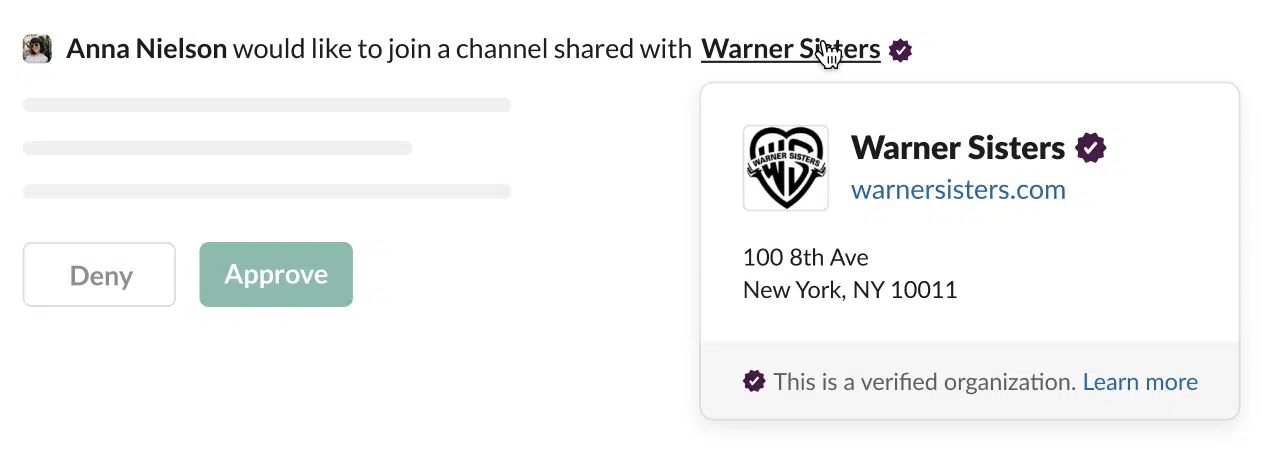 Anna Nielson would like to join a channel shared with Warner Sisters
Warner Sisters
WARNER SISTERS
WS
warnersisters.com
100 8th Ave
New York, NY 10011
Deny
Approve
This is a verified organization. Learn more